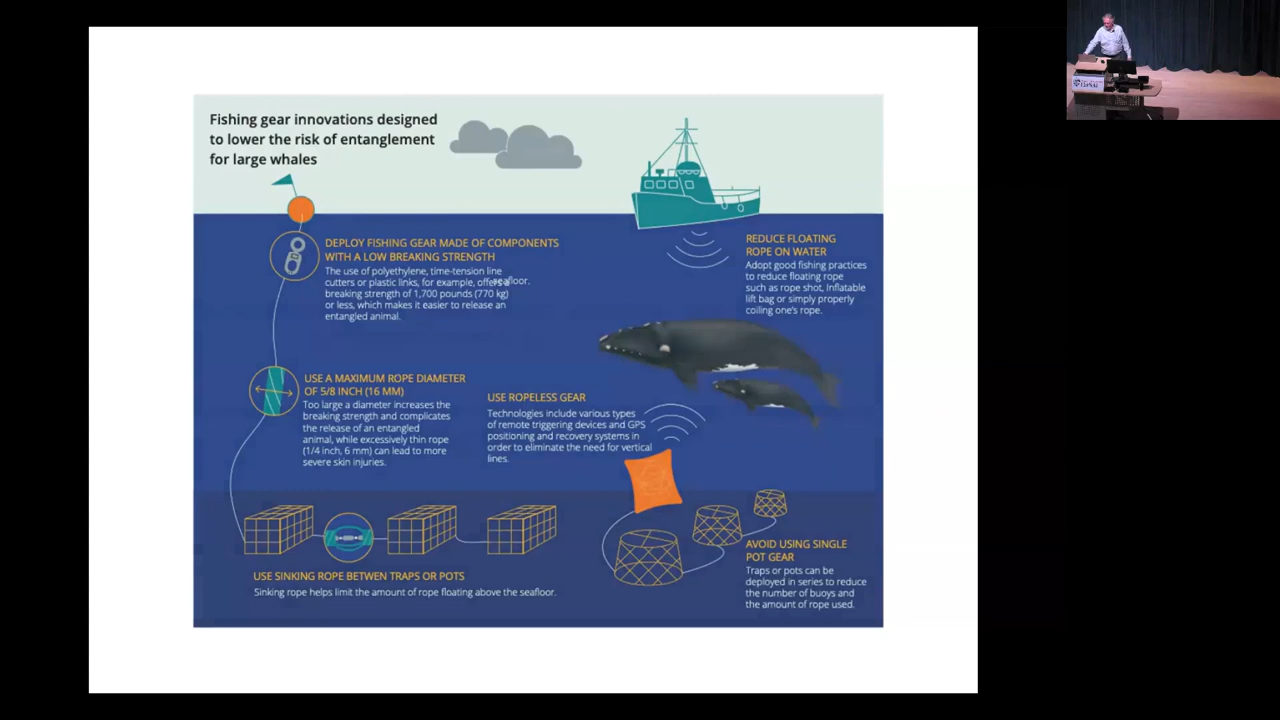 Fishing gear innovations designed
to lower the risk of entanglement
for large whales
DEPLOY FISHING GEAR MADE OF COMPONENTS
WITH A LOW BREAKING STRENGTH
The use of polyethylene, time-tension line
cutters or plastic links, for example, offers a
seafloor.
breaking strength of 1,700 pounds (770 kg)
or less, which makes it easier to release an
entangled animal.
REDUCE FLOATING
ROPE ON WATER
Adopt good fishing practices
to reduce floating rope
such as rope shot, Inflatable
lift bag or simply properly
coiling one's rope.
USE A MAXIMUM ROPE DIAMETER
OF 5/8 INCH (16 MM)
Too large a diameter increases the
breaking strength and complicates
the release of an entangled
animal, while excessively thin rope
(1/4 inch, 6 mm) can lead to more
severe skin injuries.
USE ROPELESS GEAR
Technologies include various types
of remote triggering devices and GPS
positioning and recovery systems in
order to eliminate the need for vertical
lines.
USE SINKING ROPE BETWEN TRAPS OR POTS
Sinking rope helps limit the amount of rope floating above the seafloor.
AVOID USING SINGLE
POT GEAR
Traps or pots can be
deployed in series to reduce
the number of buoys and
the amount of rope used.